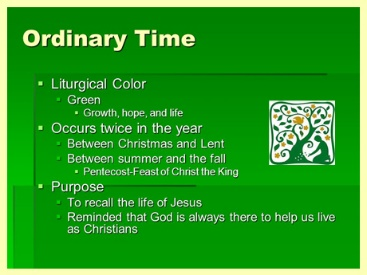 Ordinary Time
Liturgical Color
Green
Growth, hope, and life
Occurs twice in the year
Between Christmas and Lent
Between summer and the fall
Pentecost-Feast of Christ the King
Purpose
To recall the life of Jesus
Reminded that God is always there to help us live
as Christians